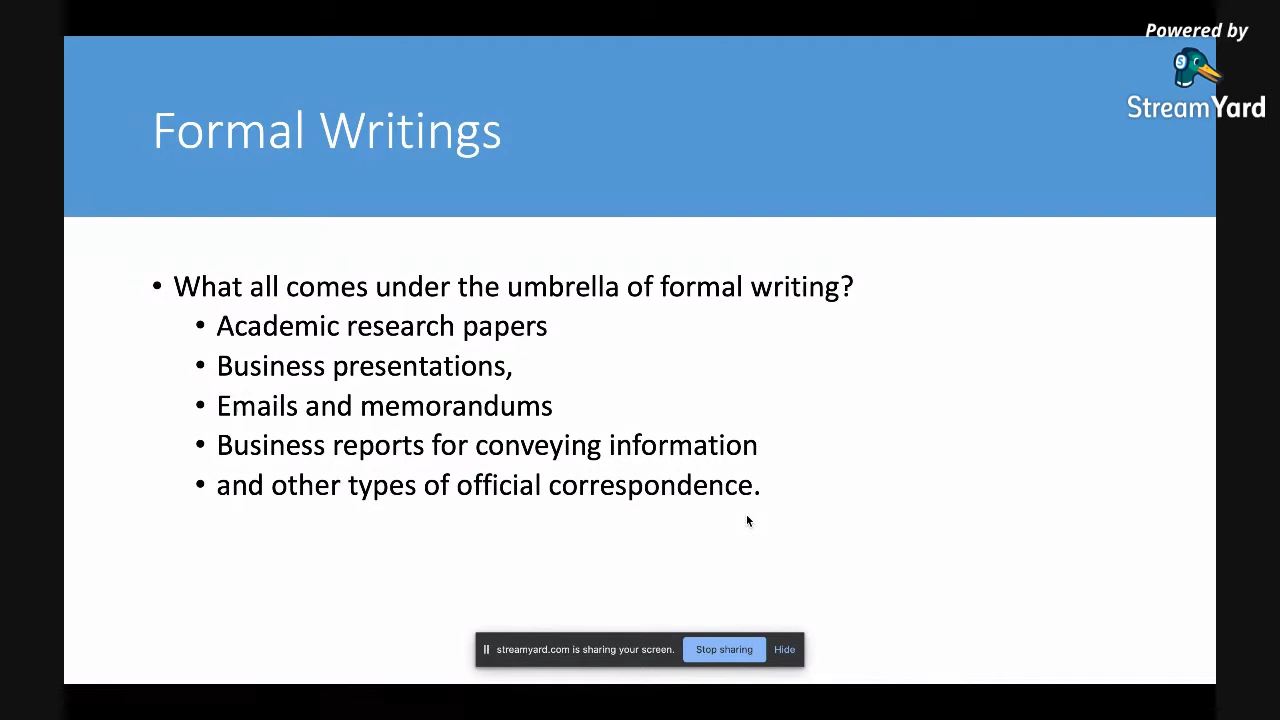 Powered by
StreamYard
Formal Writings
• What all comes under the umbrella of formal writing?
• Academic research papers
• Business presentations,
• Emails and memorandums
• Business reports for conveying information
• and other types of official correspondence.
streamyard.com is sharing your screen. Stop sharing Hide